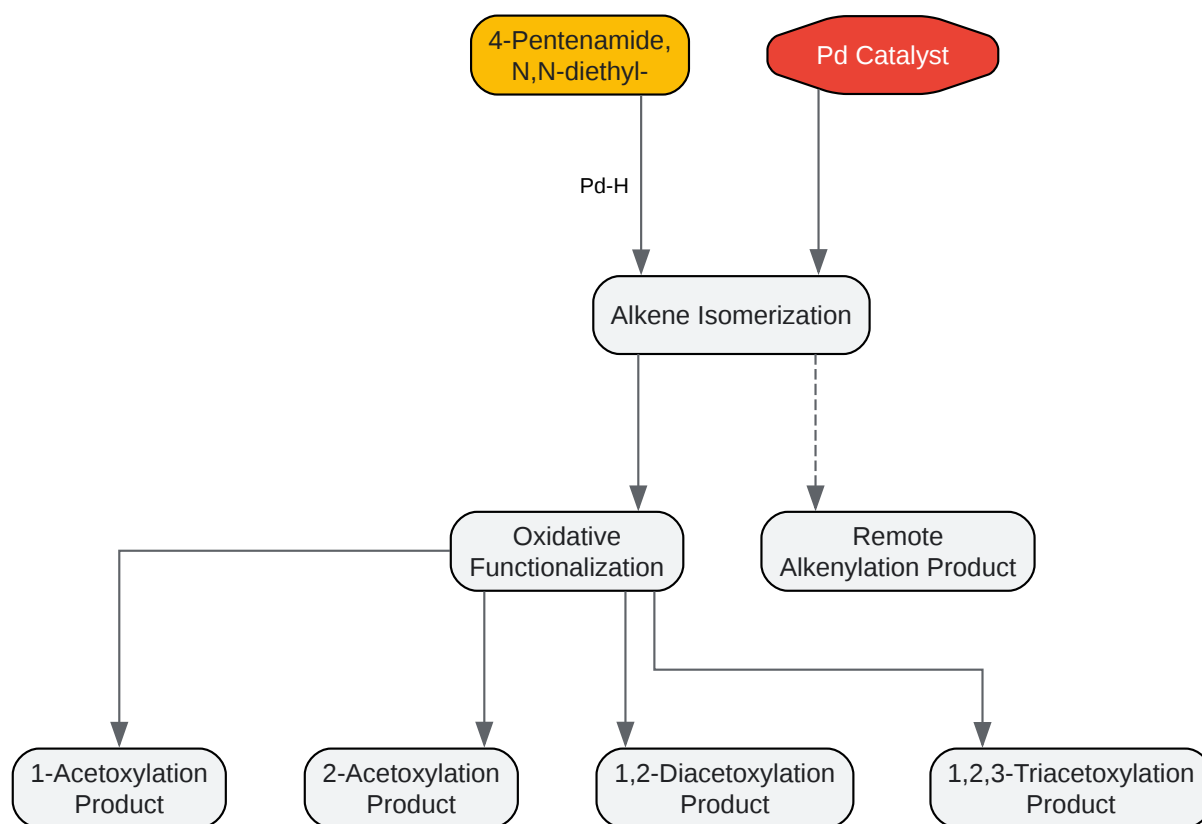 4-Pentenamide,
N,N-diethyl-
Pd Catalyst
Pd-H
Alkene Isomerization
Oxidative
Functionalization
Remote
Alkenylation Product
1-Acetoxylation
Product
2-Acetoxylation
Product
1,2-Diacetoxylation
Product
1,2,3-Triacetoxylation
Product